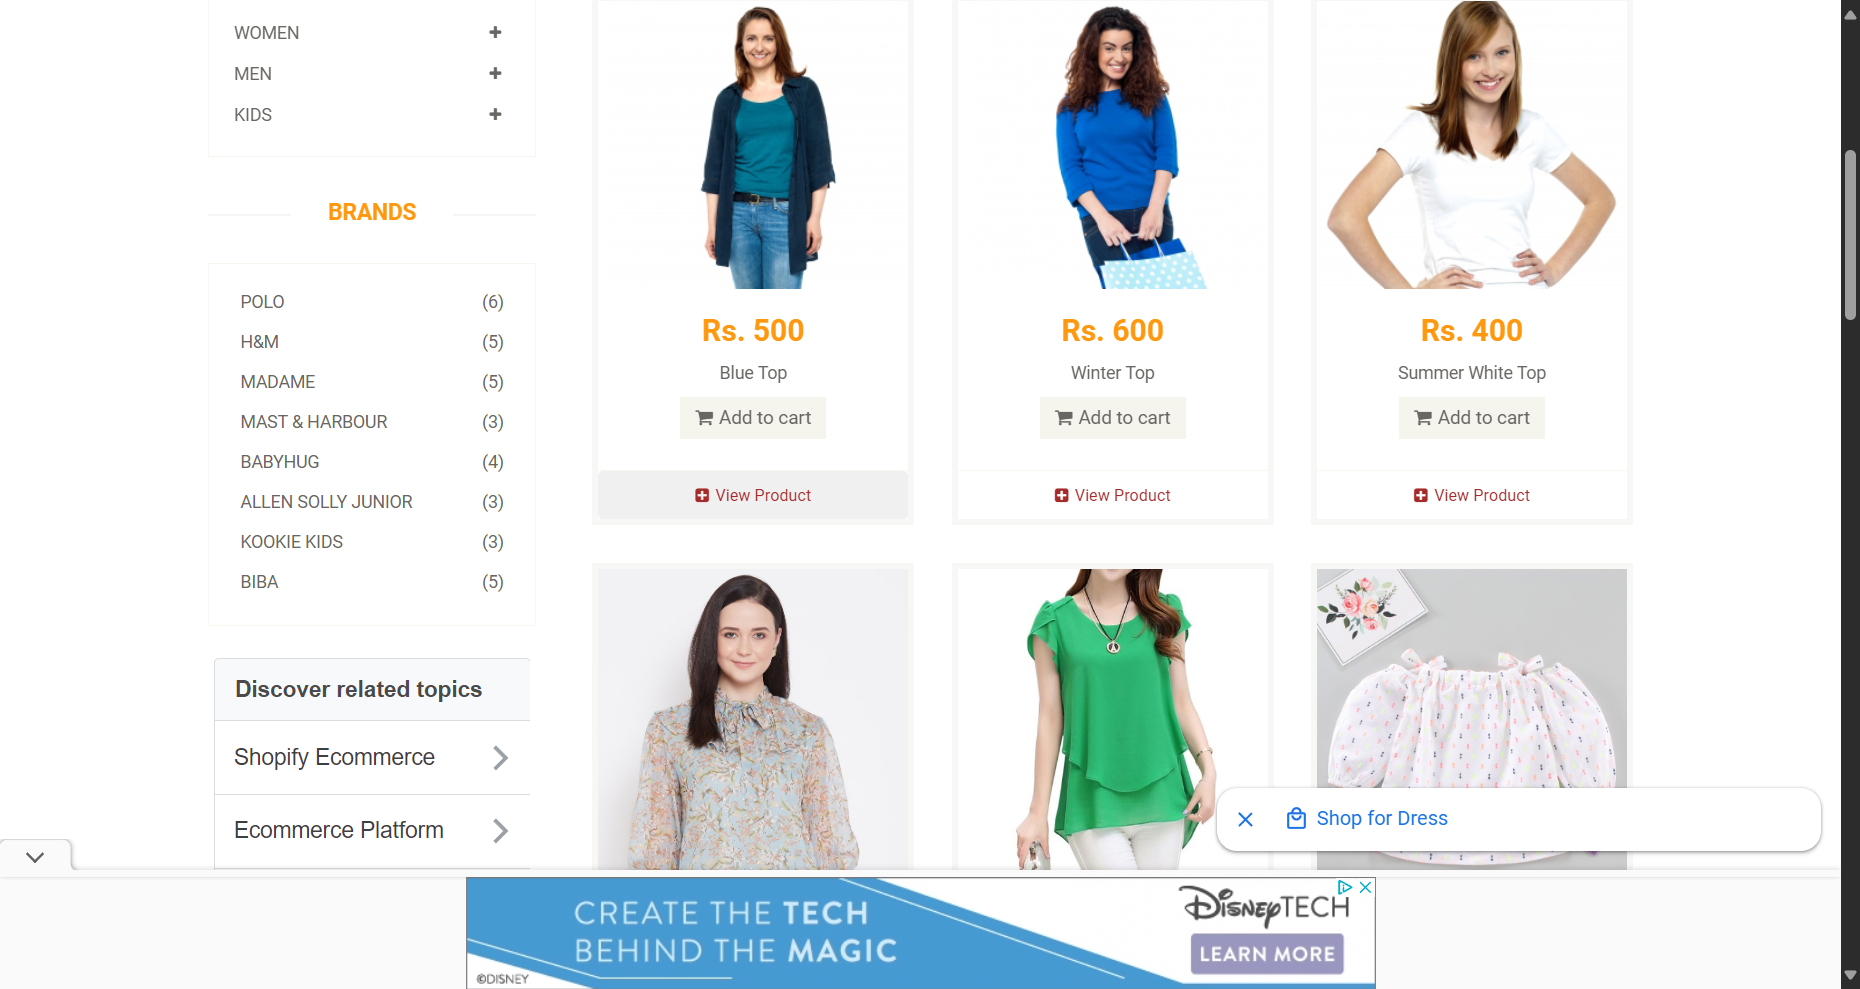 WOMEN
MEN
KIDS
BRANDS
POLO (6)
H&M (5)
MADAME (5)
MAST & HARBOUR (3)
BABYHUG (4)
ALLEN SOLLY JUNIOR (3)
KOOKIE KIDS (3)
BIBA (5)
Discover related topics
Shopify Ecommerce
Ecommerce Platform
Rs. 500
Blue Top
Add to cart
View Product
Rs. 600
Winter Top
Add to cart
View Product
Rs. 400
Summer White Top
Add to cart
View Product
Shop for Dress
CREATE THE TECH
BEHIND THE MAGIC
©DISNEY
DISNEYTECH
LEARN MORE